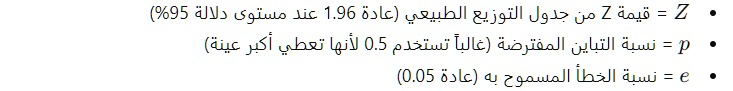 Z = قيمة Z من جدول التوزيع الطبيعي (عادة 1.96 عند مستوى دلالة 95%)
p = نسبة التباين المفترضة (غالباً تستخدم 0.5 لأنها تعطي أكبر عينة)
e = نسبة الخطأ المسموح به (عادة 0.05)